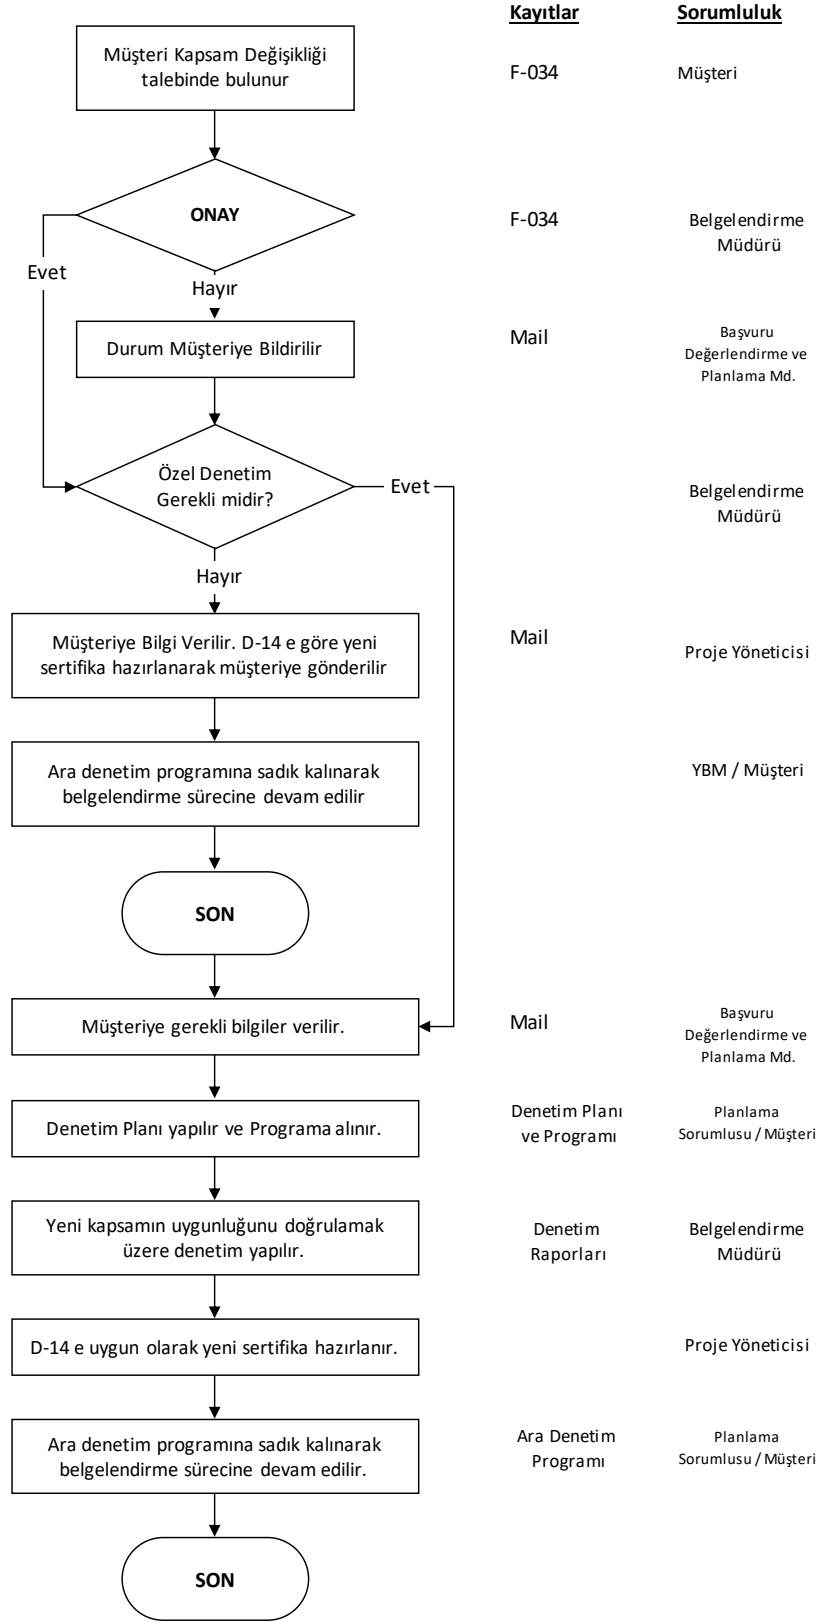 Kayıtlar
Sorumluluk
Müşteri Kapsam Değişikliği
talebinde bulunur
F-034
Müşteri
ONAY
F-034
Belgelendirme
Müdürü
Evet
Hayır
Durum Müşteriye Bildirilir
Mail
Başvuru
Değerlendirme ve
Planlama Md.
Özel Denetim
Gerekli midir?
Evet
Belgelendirme
Müdürü
Hayır
Müşteriye Bilgi Verilir. D-14 e göre yeni
sertifika hazırlanarak müşteriye gönderilir
Mail
Proje Yöneticisi
Ara denetim programına sadık kalınarak
belgelendirme sürecine devam edilir
YBM / Müşteri
SON
Müşteriye gerekli bilgiler verilir.
Mail
Başvuru
Değerlendirme ve
Planlama Md.
Denetim Planı yapılır ve Programa alınır.
Denetim Planı
ve Programı
Planlama
Sorumlusu / Müşteri
Yeni kapsamın uygunluğunu doğrulamak
üzere denetim yapılır.
Denetim
Raporları
Belgelendirme
Müdürü
D-14 e uygun olarak yeni sertifika hazırlanır.
Proje Yöneticisi
Ara denetim programına sadık kalınarak
belgelendirme sürecine devam edilir.
Ara Denetim
Programı
Planlama
Sorumlusu / Müşteri
SON